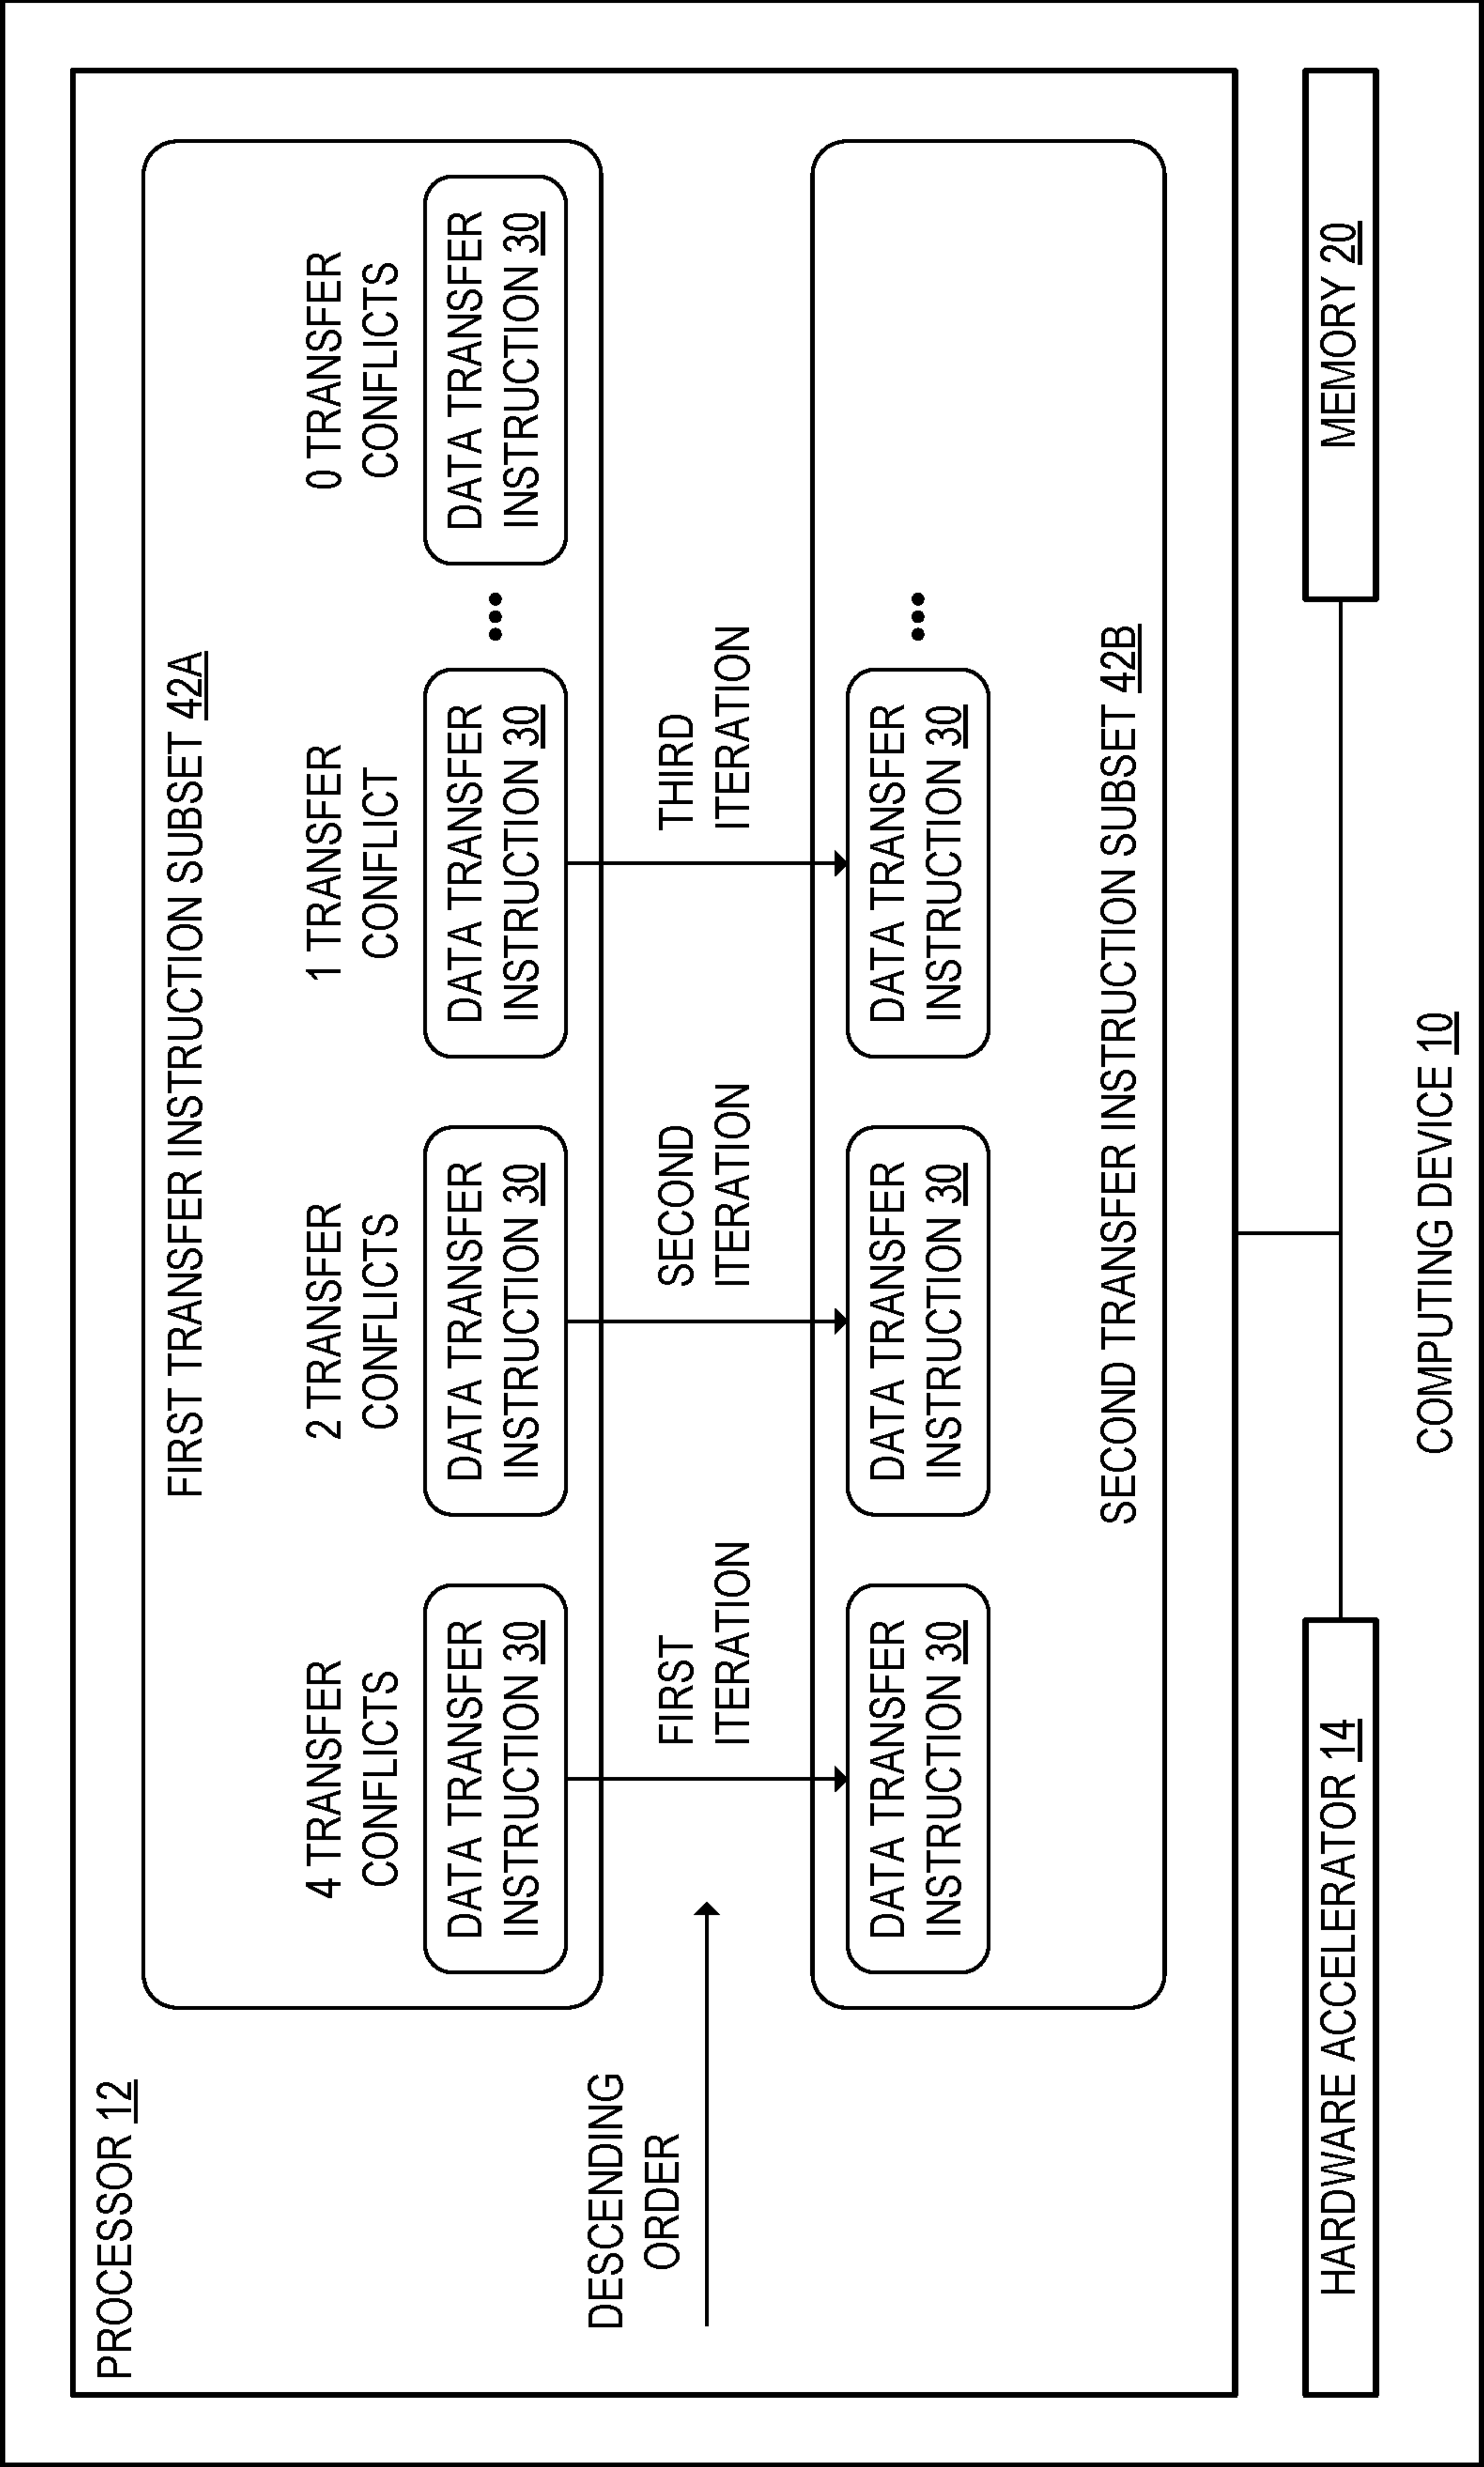 PROCESSOR 12
FIRST TRANSFER INSTRUCTION SUBSET 42A
4 TRANSFER
CONFLICTS
2 TRANSFER
CONFLICTS
1 TRANSFER
CONFLICT
0 TRANSFER
CONFLICTS
DATA TRANSFER
INSTRUCTION 30
DATA TRANSFER
INSTRUCTION 30
DATA TRANSFER
INSTRUCTION 30
•••
DATA TRANSFER
INSTRUCTION 30
DESCENDING
ORDER
FIRST
ITERATION
SECOND
ITERATION
THIRD
ITERATION
DATA TRANSFER
INSTRUCTION 30
DATA TRANSFER
INSTRUCTION 30
DATA TRANSFER
INSTRUCTION 30
•••
SECOND TRANSFER INSTRUCTION SUBSET 42B
HARDWARE ACCELERATOR 14
MEMORY 20
COMPUTING DEVICE 10